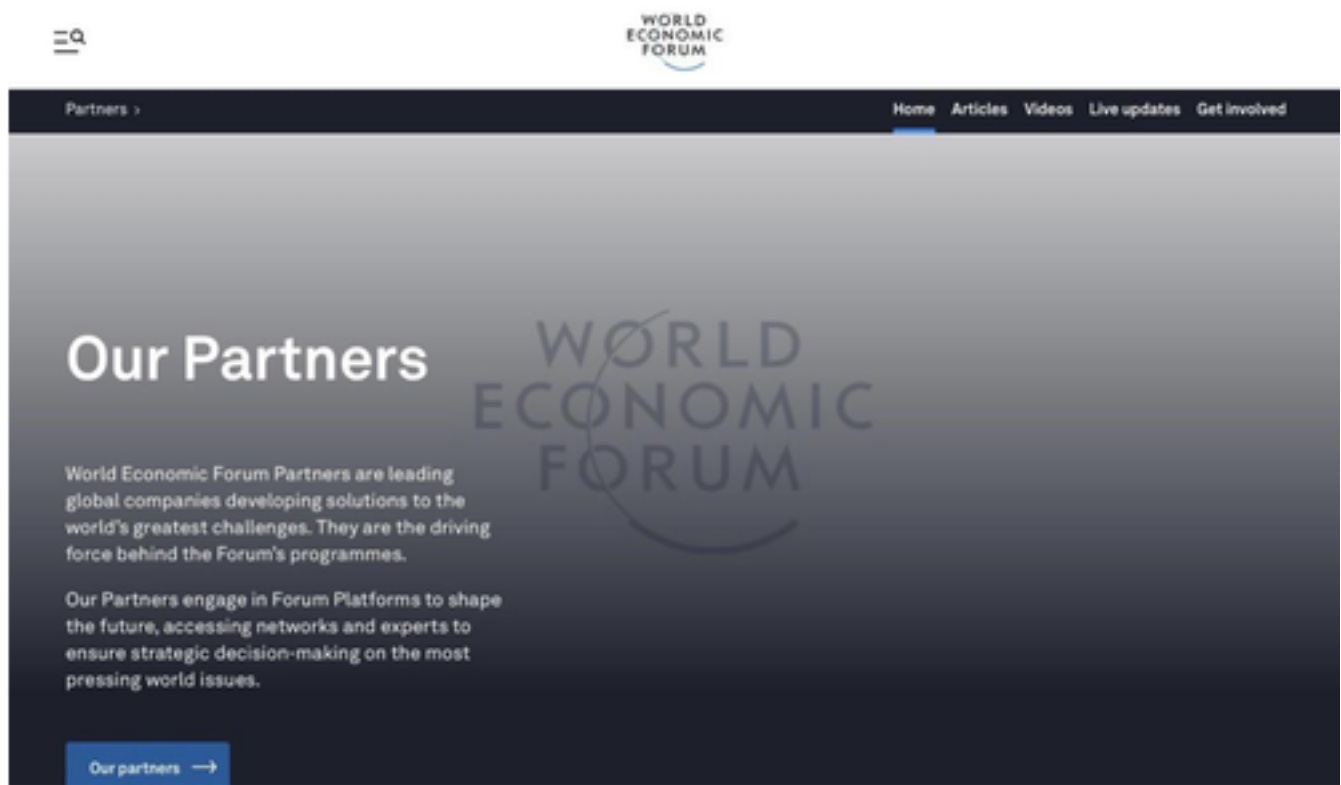 WORLD
ECONOMIC
FORUM
Partners ›
Home Articles Videos Live updates Get involved
Our Partners
WORLD
ECONOMIC
FORUM
World Economic Forum Partners are leading
global companies developing solutions to the
world's greatest challenges. They are the driving
force behind the Forum's programmes.
Our Partners engage in Forum Platforms to shape
the future, accessing networks and experts to
ensure strategic decision-making on the most
pressing world issues.
Our partners →